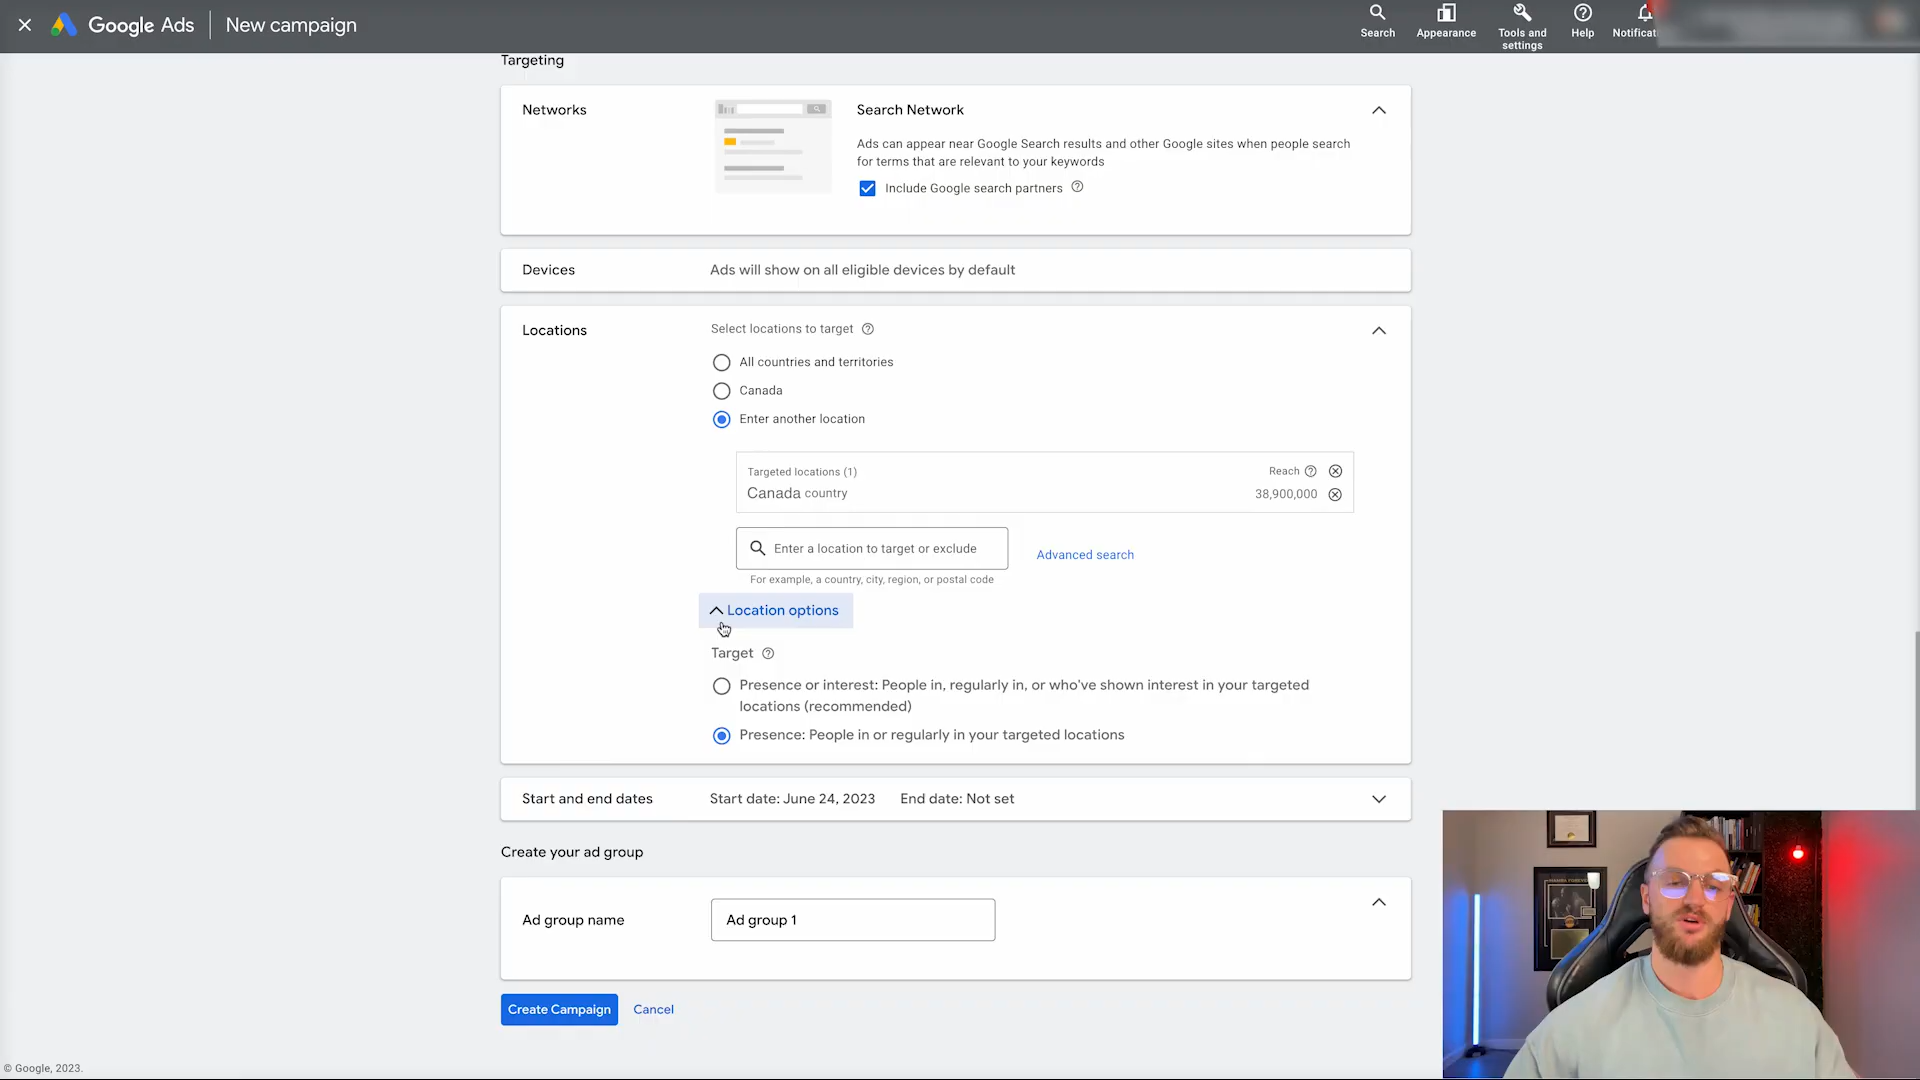 Google Ads
New campaign
Search
Appearance
Tools and
settings
Help
Notificat
Targeting
Networks
Search Network
Ads can appear near Google Search results and other Google sites when people search
for terms that are relevant to your keywords
Include Google search partners
Devices
Ads will show on all eligible devices by default
Locations
Select locations to target
All countries and territories
Canada
Enter another location
Targeted locations (1)
Reach
Canada country
38,900,000
Enter a location to target or exclude
Advanced search
For example, a country, city, region, or postal code
Location options
Target
Presence or interest: People in, regularly in, or who've shown interest in your targeted
locations (recommended)
Presence: People in or regularly in your targeted locations
Start and end dates
Start date: June 24, 2023
End date: Not set
Create your ad group
Ad group name
Ad group 1
Create Campaign
Cancel
© Google, 2023.